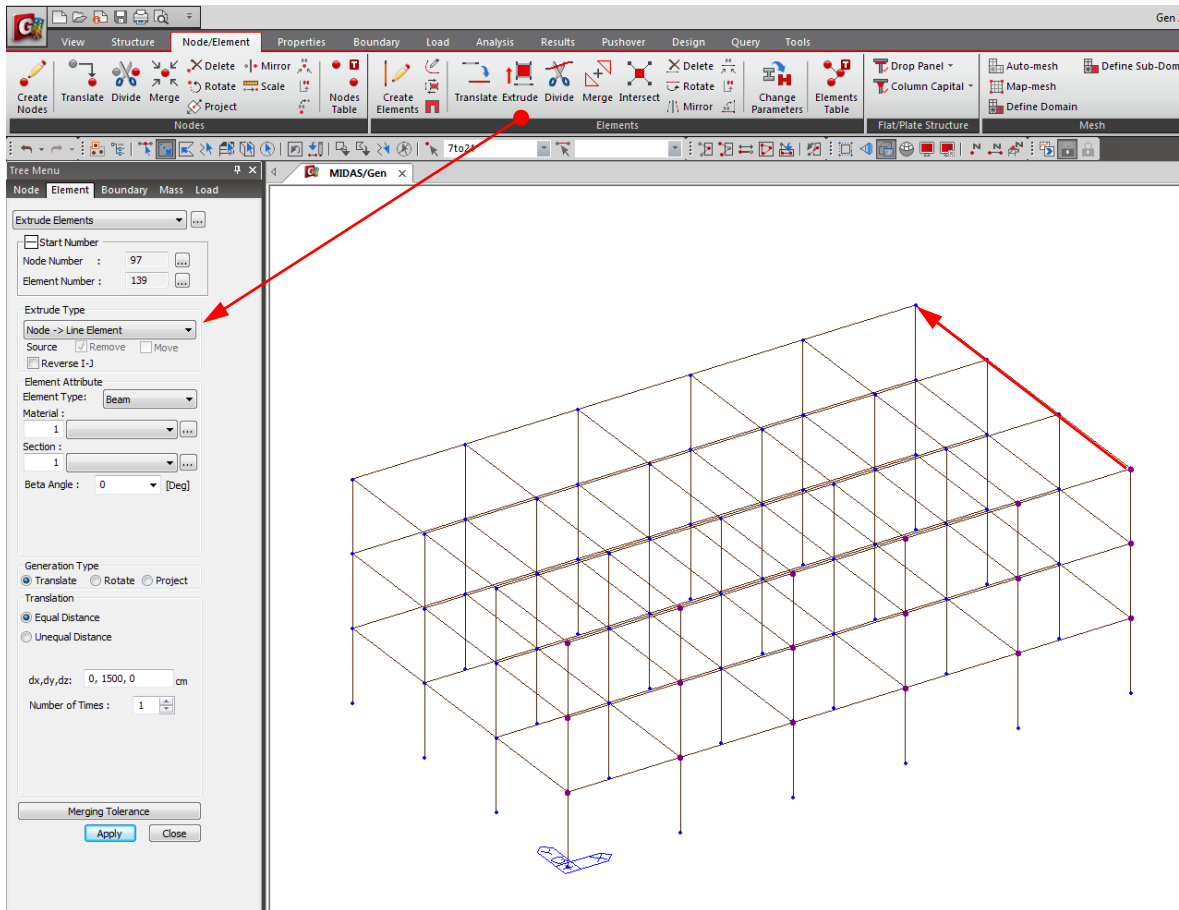 Gen
View Structure Node/Element Properties Boundary Load Analysis Results Pushover Design Query Tools
Create Nodes Translate Divide Merge Delete Mirror
Rotate Scale
Project
Nodes Table
Create Elements Translate Extrude Divide Merge Intersect Delete
Rotate
Mirror
Change Parameters Elements Table
Drop Panel
Column Capital
Auto-mesh Define Sub-Dom
Map-mesh
Define Domain
Nodes Elements Flat/Plate Structure Mesh
7to24
Tree Menu
MIDAS/Gen
Node Element Boundary Mass Load
Extrude Elements
Start Number
Node Number : 97
Element Number : 139
Extrude Type
Node -> Line Element
Source Remove Move
Reverse I-J
Element Attribute
Element Type: Beam
Material :
1
Section :
1
Beta Angle : 0 [Deg]
Generation Type
Translate Rotate Project
Translation
Equal Distance
Unequal Distance
dx,dy,dz: 0, 1500, 0 cm
Number of Times : 1
Merging Tolerance
Apply Close
X